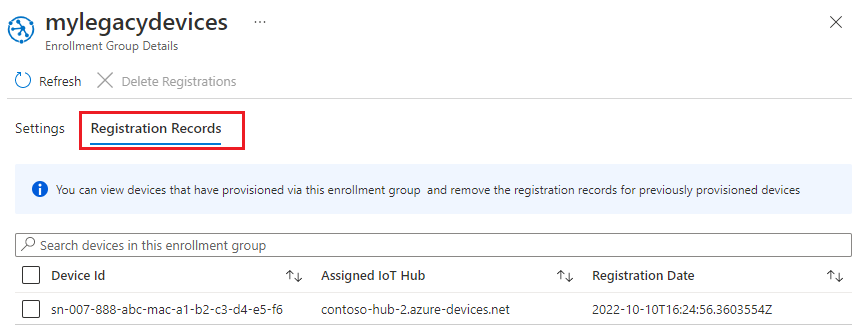 mylegacydevices ...
Enrollment Group Details
Refresh Delete Registrations
Settings Registration Records
You can view devices that have provisioned via this enrollment group and remove the registration records for previously provisioned devices
Search devices in this enrollment group
Device Id Assigned IoT Hub Registration Date
sn-007-888-abc-mac-a1-b2-c3-d4-e5-f6 contoso-hub-2.azure-devices.net 2022-10-10T16:24:56.3603554Z